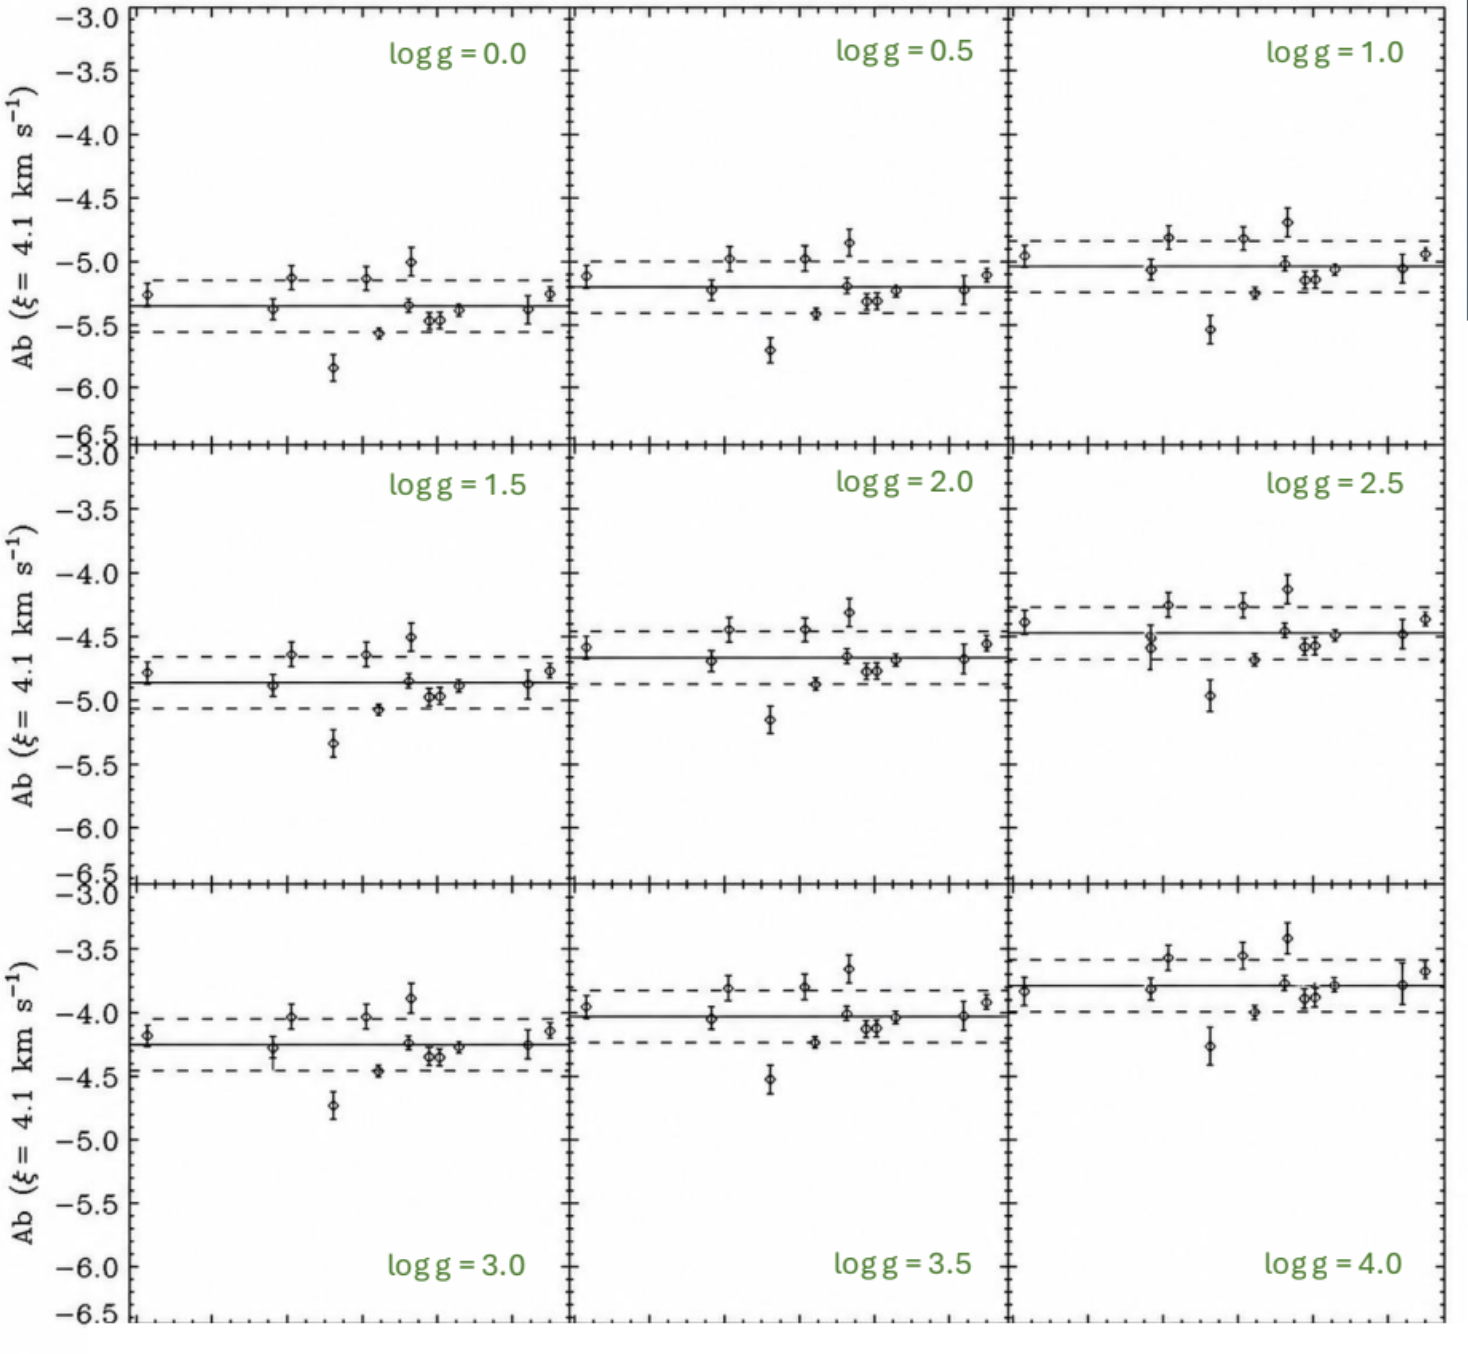 −3.0
−3.5
−4.0
−4.5
−5.0
−5.5
−6.0
−6.5
Ab (ξ= 4.1 km s⁻¹)
log g = 0.0
log g = 0.5
log g = 1.0
−3.0
−3.5
−4.0
−4.5
−5.0
−5.5
−6.0
−6.5
Ab (ξ= 4.1 km s⁻¹)
log g = 1.5
log g = 2.0
log g = 2.5
−3.0
−3.5
−4.0
−4.5
−5.0
−5.5
−6.0
−6.5
Ab (ξ= 4.1 km s⁻¹)
log g = 3.0
log g = 3.5
log g = 4.0